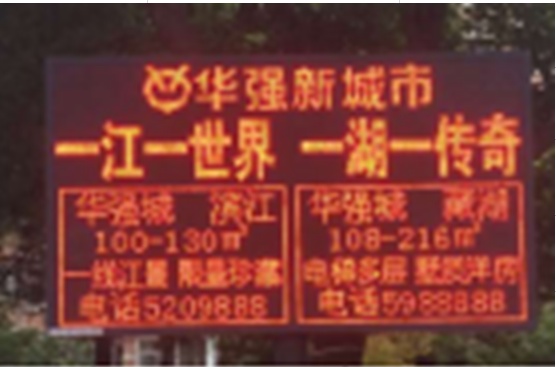 华强新城市
一江一世界 一湖一传奇
华强城 滨江
100-130㎡
一线江景 限量珍藏
电话5209888
华强城 藏湖
108-216㎡
电梯多层 墅质洋房
电话5988888